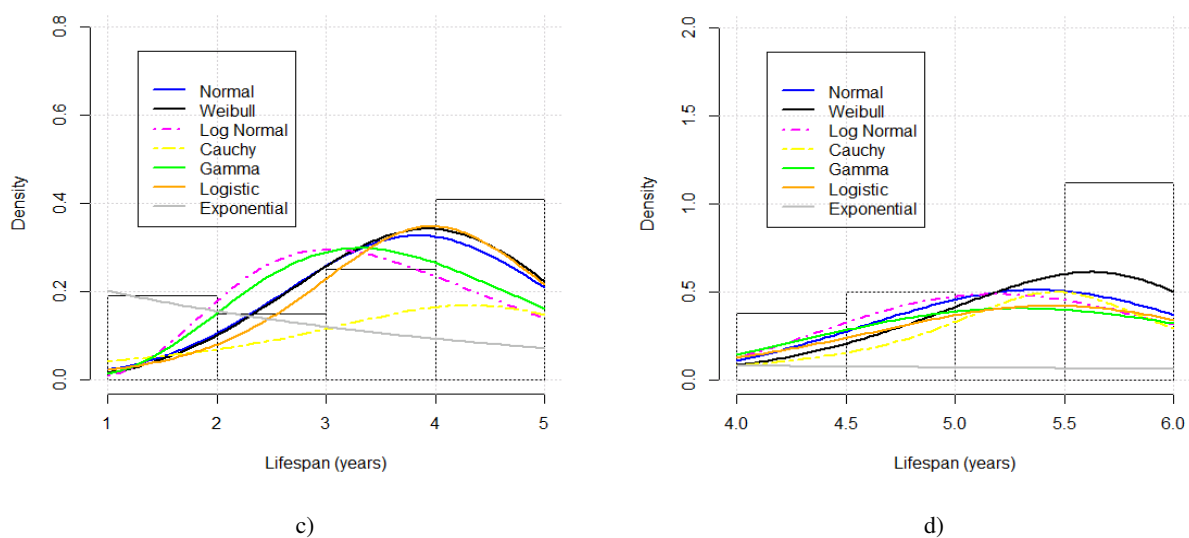 Density
0.0 0.2 0.4 0.6 0.8
Normal
Weibull
Log Normal
Cauchy
Gamma
Logistic
Exponential
1 2 3 4 5
Lifespan (years)
c)
Density
0.0 0.5 1.0 1.5 2.0
Normal
Weibull
Log Normal
Cauchy
Gamma
Logistic
Exponential
4.0 4.5 5.0 5.5 6.0
Lifespan (years)
d)